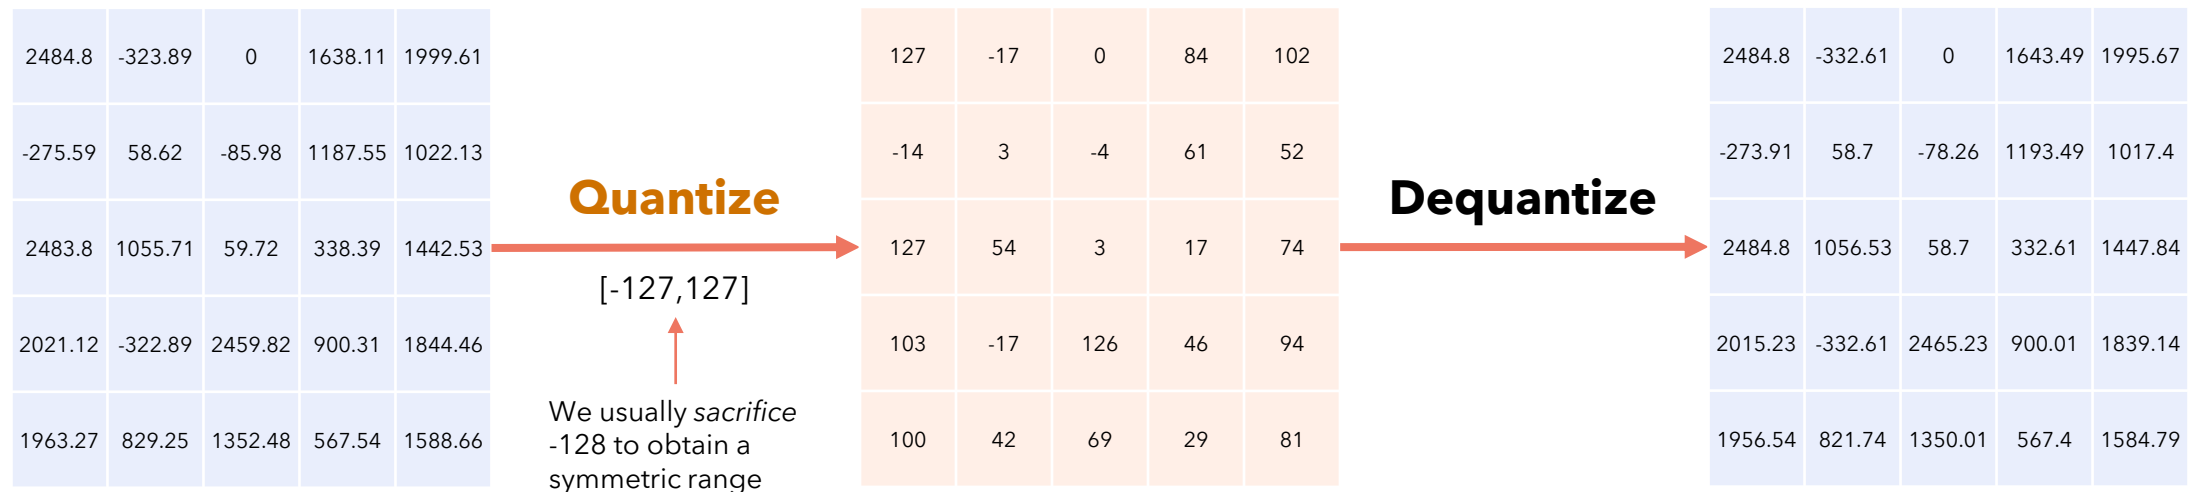 2484.8 -323.89 0 1638.11 1999.61
-275.59 58.62 -85.98 1187.55 1022.13
2483.8 1055.71 59.72 338.39 1442.53
2021.12 -322.89 2459.82 900.31 1844.46
1963.27 829.25 1352.48 567.54 1588.66
Quantize
[-127,127]
We usually sacrifice
-128 to obtain a
symmetric range
127 -17 0 84 102
-14 3 -4 61 52
127 54 3 17 74
103 -17 126 46 94
100 42 69 29 81
Dequantize
2484.8 -332.61 0 1643.49 1995.67
-273.91 58.7 -78.26 1193.49 1017.4
2484.8 1056.53 58.7 332.61 1447.84
2015.23 -332.61 2465.23 900.01 1839.14
1956.54 821.74 1350.01 567.4 1584.79